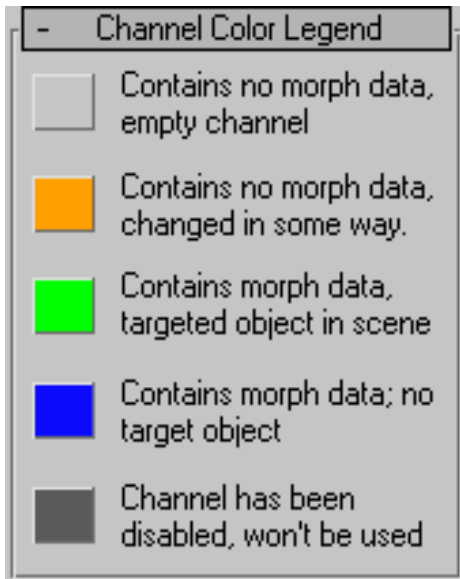 - Channel Color Legend
Contains no morph data,
empty channel
Contains no morph data,
changed in some way.
Contains morph data,
targeted object in scene
Contains morph data; no
target object
Channel has been
disabled, won't be used